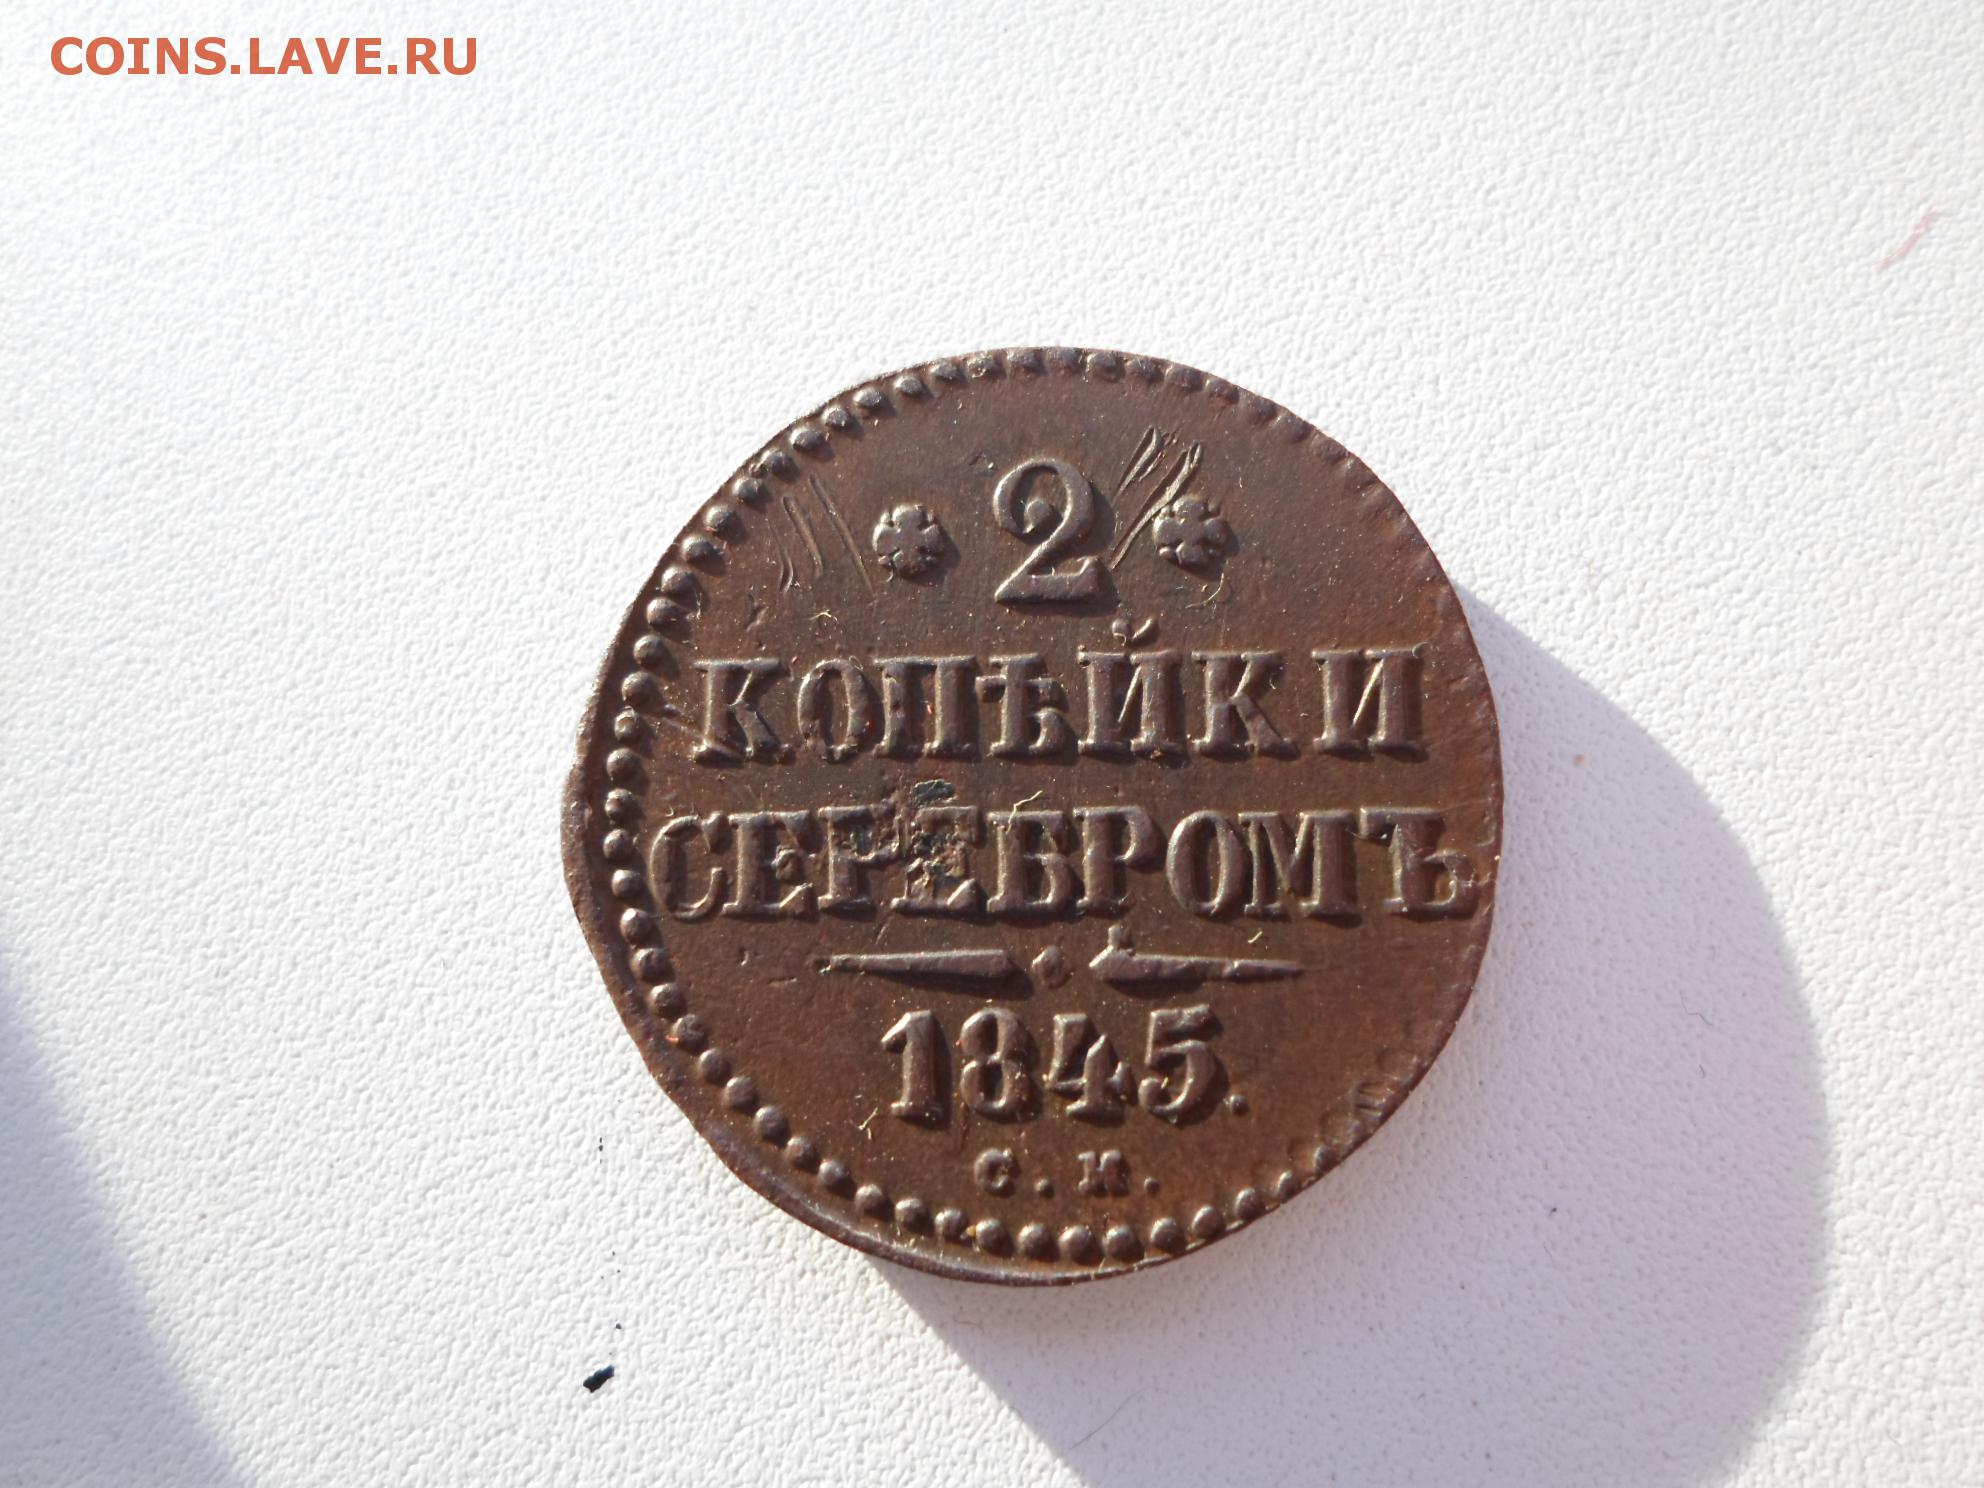 COINS.LAVE.RU
2
КОПѢЙКИ
СЕРЕБРОМЪ
1845.
С. М.